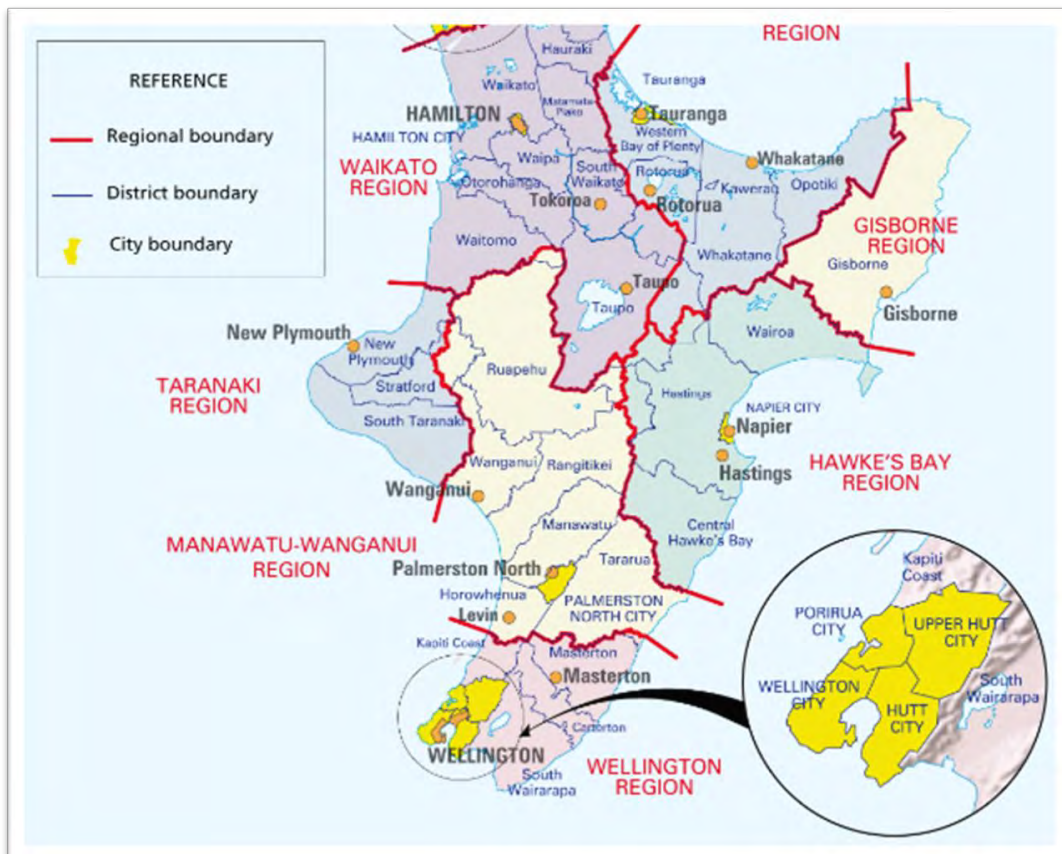 REFERENCE
Regional boundary
District boundary
City boundary
REGION
Hauraki
Waikato
Tauranga
Matamata-
Piako
HAMILTON
Tauranga
HAMILTON CITY
Western
Bay of Plenty
WAIKATO
REGION
Waipa
South
Waikato
Rotorua
Whakatane
Otorohanga
Kawerau
Opotiki
Tokoroa
Rotorua
GISBORNE
REGION
Waitomo
Whakatane
Gisborne
Taupo
Taupo
Gisborne
New Plymouth
New
Plymouth
Wairoa
Ruapehu
TARANAKI
REGION
Stratford
Hastings
South Taranaki
NAPIER CITY
Napier
Wanganui
Rangitikei
Hastings
HAWKE'S BAY
REGION
Wanganui
Manawatu
Central
Hawke's Bay
MANAWATU-WANGANUI
REGION
Tararua
Palmerston North
Horowhenua
PALMERSTON
NORTH CITY
Levin
Kapiti Coast
Masterton
Masterton
Carterton
WELLINGTON
South
Wairarapa
WELLINGTON
REGION
Kapiti
Coast
PORIRUA
CITY
UPPER HUTT
CITY
WELLINGTON
CITY
South
Wairarapa
HUTT
CITY